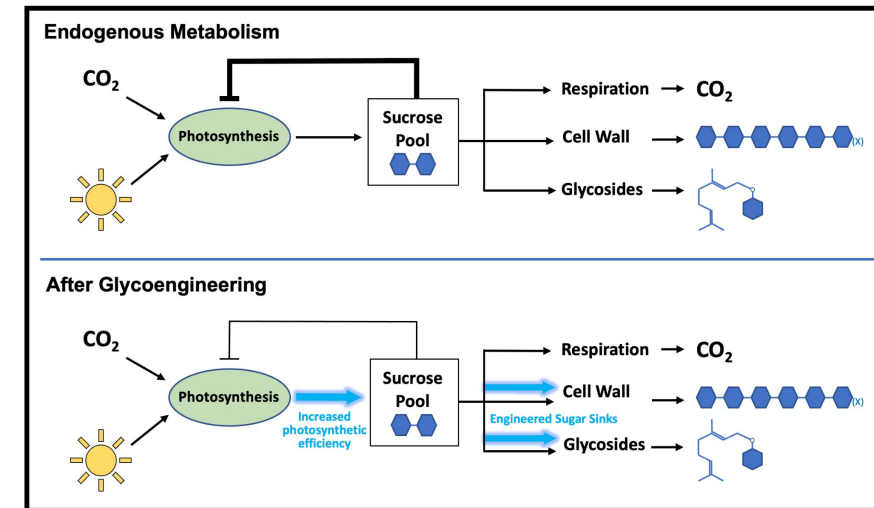 Endogenous Metabolism
CO₂
Photosynthesis
Sucrose
Pool
Respiration
CO₂
Cell Wall
(X)
Glycosides
O
After Glycoengineering
CO₂
Photosynthesis
Increased
photosynthetic
efficiency
Sucrose
Pool
Engineered Sugar Sinks
Respiration
CO₂
Cell Wall
(X)
Glycosides
O